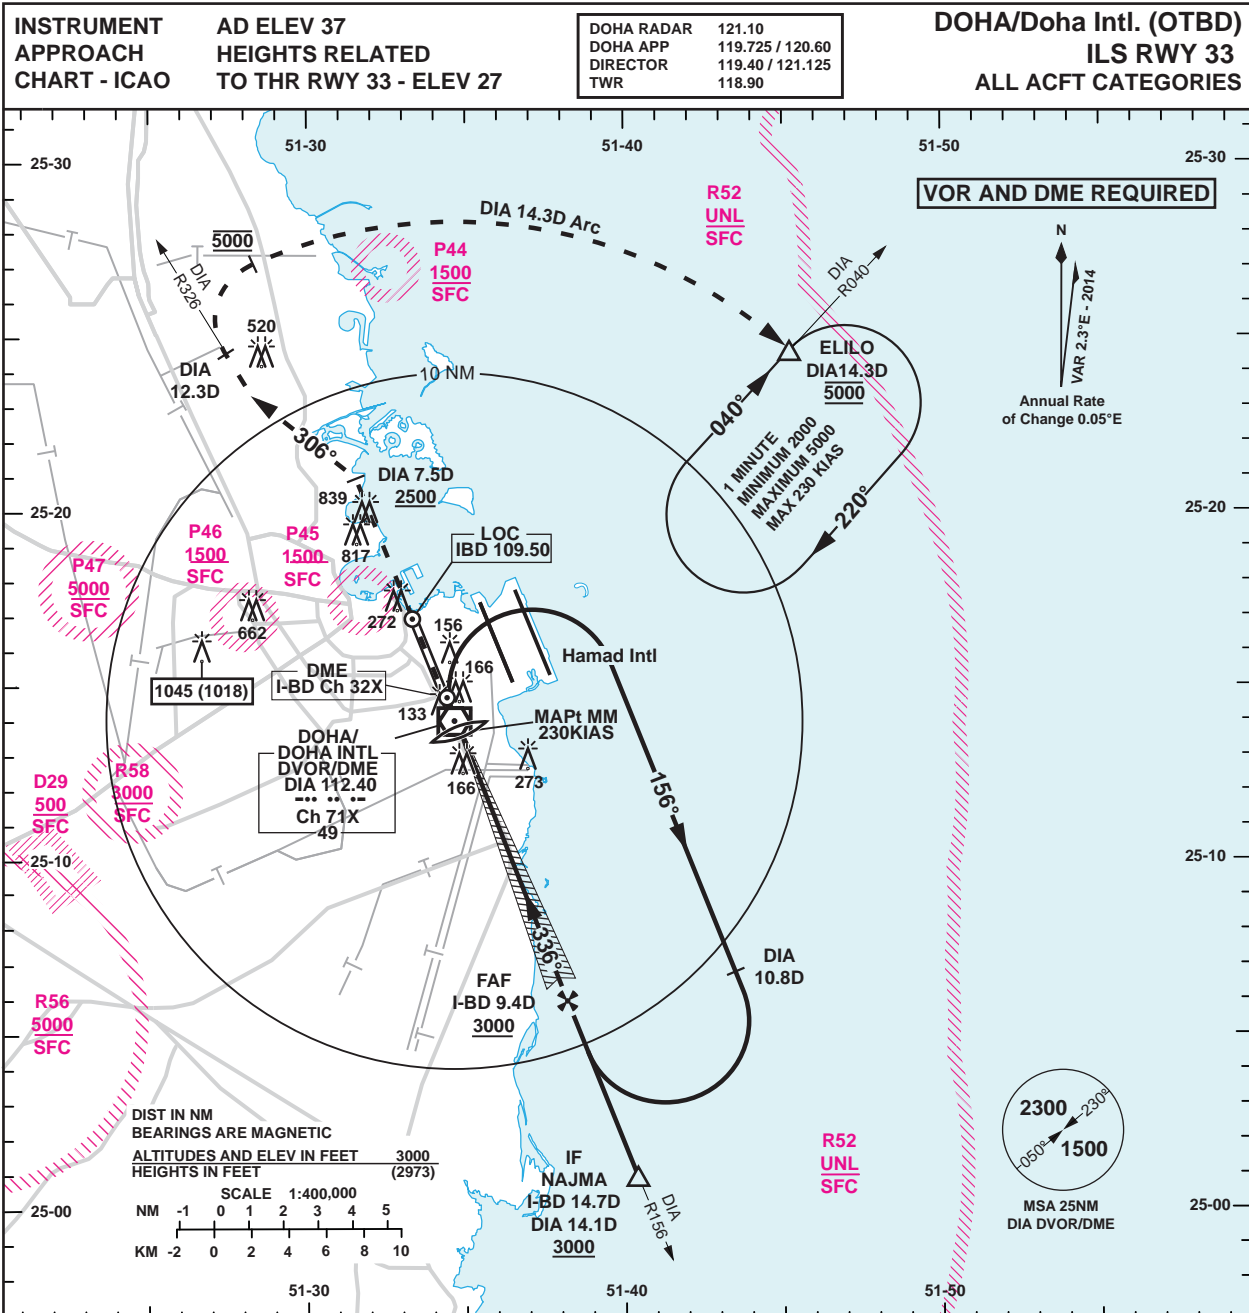 INSTRUMENT
APPROACH
CHART - ICAO
AD ELEV 37
HEIGHTS RELATED
TO THR RWY 33 - ELEV 27
DOHA RADAR 121.10
DOHA APP 119.725 / 120.60
DIRECTOR 119.40 / 121.125
TWR 118.90
DOHA/Doha Intl. (OTBD)
ILS RWY 33
ALL ACFT CATEGORIES
51-30
51-40
51-50
25-30
25-30
VOR AND DME REQUIRED
R52
UNL
SFC
DIA 14.3D Arc
5000
P44
1500
SFC
DIA
R326
DIA
R040
N
VAR 2.3°E - 2014
Annual Rate
of Change 0.05°E
520
DIA
12.3D
ELILO
DIA14.3D
5000
10 NM
040°
1 MINUTE
MINIMUM 2000
MAXIMUM 5000
MAX 230 KIAS
220°
306°
DIA 7.5D
2500
839
817
25-20
25-20
P46
1500
SFC
P45
1500
SFC
P47
5000
SFC
LOC
IBD 109.50
662
272
156
166
Hamad Intl
1045 (1018)
DME
I-BD Ch 32X
133
MAPt MM
230KIAS
DOHA/
DOHA INTL
DVOR/DME
DIA 112.40
Ch 71X
49
166
273
156°
D29
500
SFC
R58
3000
SFC
25-10
25-10
336°
DIA
10.8D
FAF
I-BD 9.4D
3000
R56
5000
SFC
DIST IN NM
BEARINGS ARE MAGNETIC
ALTITUDES AND ELEV IN FEET 3000
HEIGHTS IN FEET (2973)
SCALE 1:400,000
NM -1 0 1 2 3 4 5
KM -2 0 2 4 6 8 10
IF
NAJMA
I-BD 14.7D
DIA 14.1D
3000
DIA
R156
R52
UNL
SFC
2300
230°
050°
1500
MSA 25NM
DIA DVOR/DME
25-00
25-00
51-30
51-40
51-50